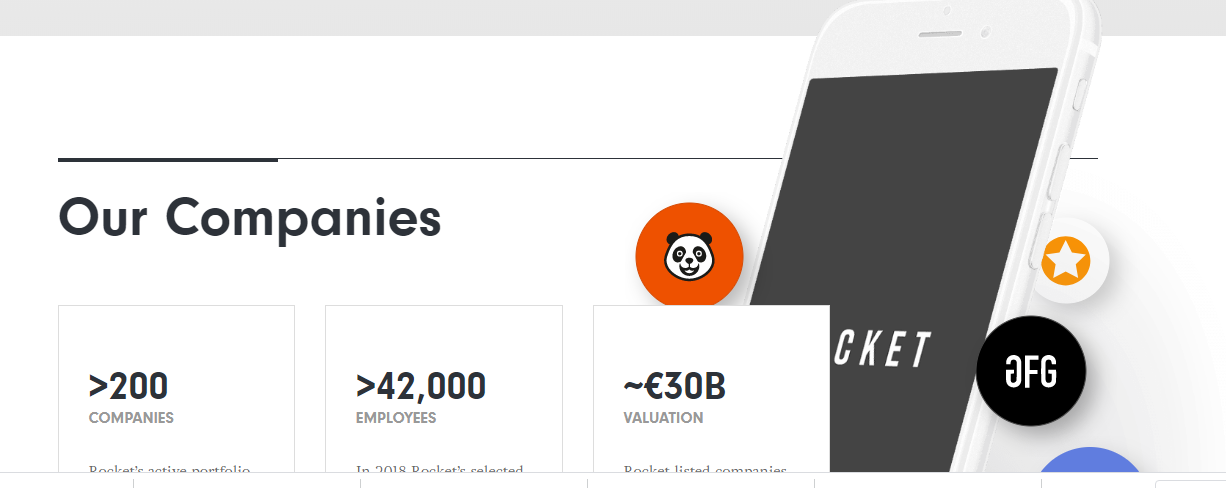 Our Companies
>200
COMPANIES
>42,000
EMPLOYEES
~€30B
VALUATION
CKET
GFG
Rocket's active portfolio
In 2018 Rocket's selected
Rocket listed companies